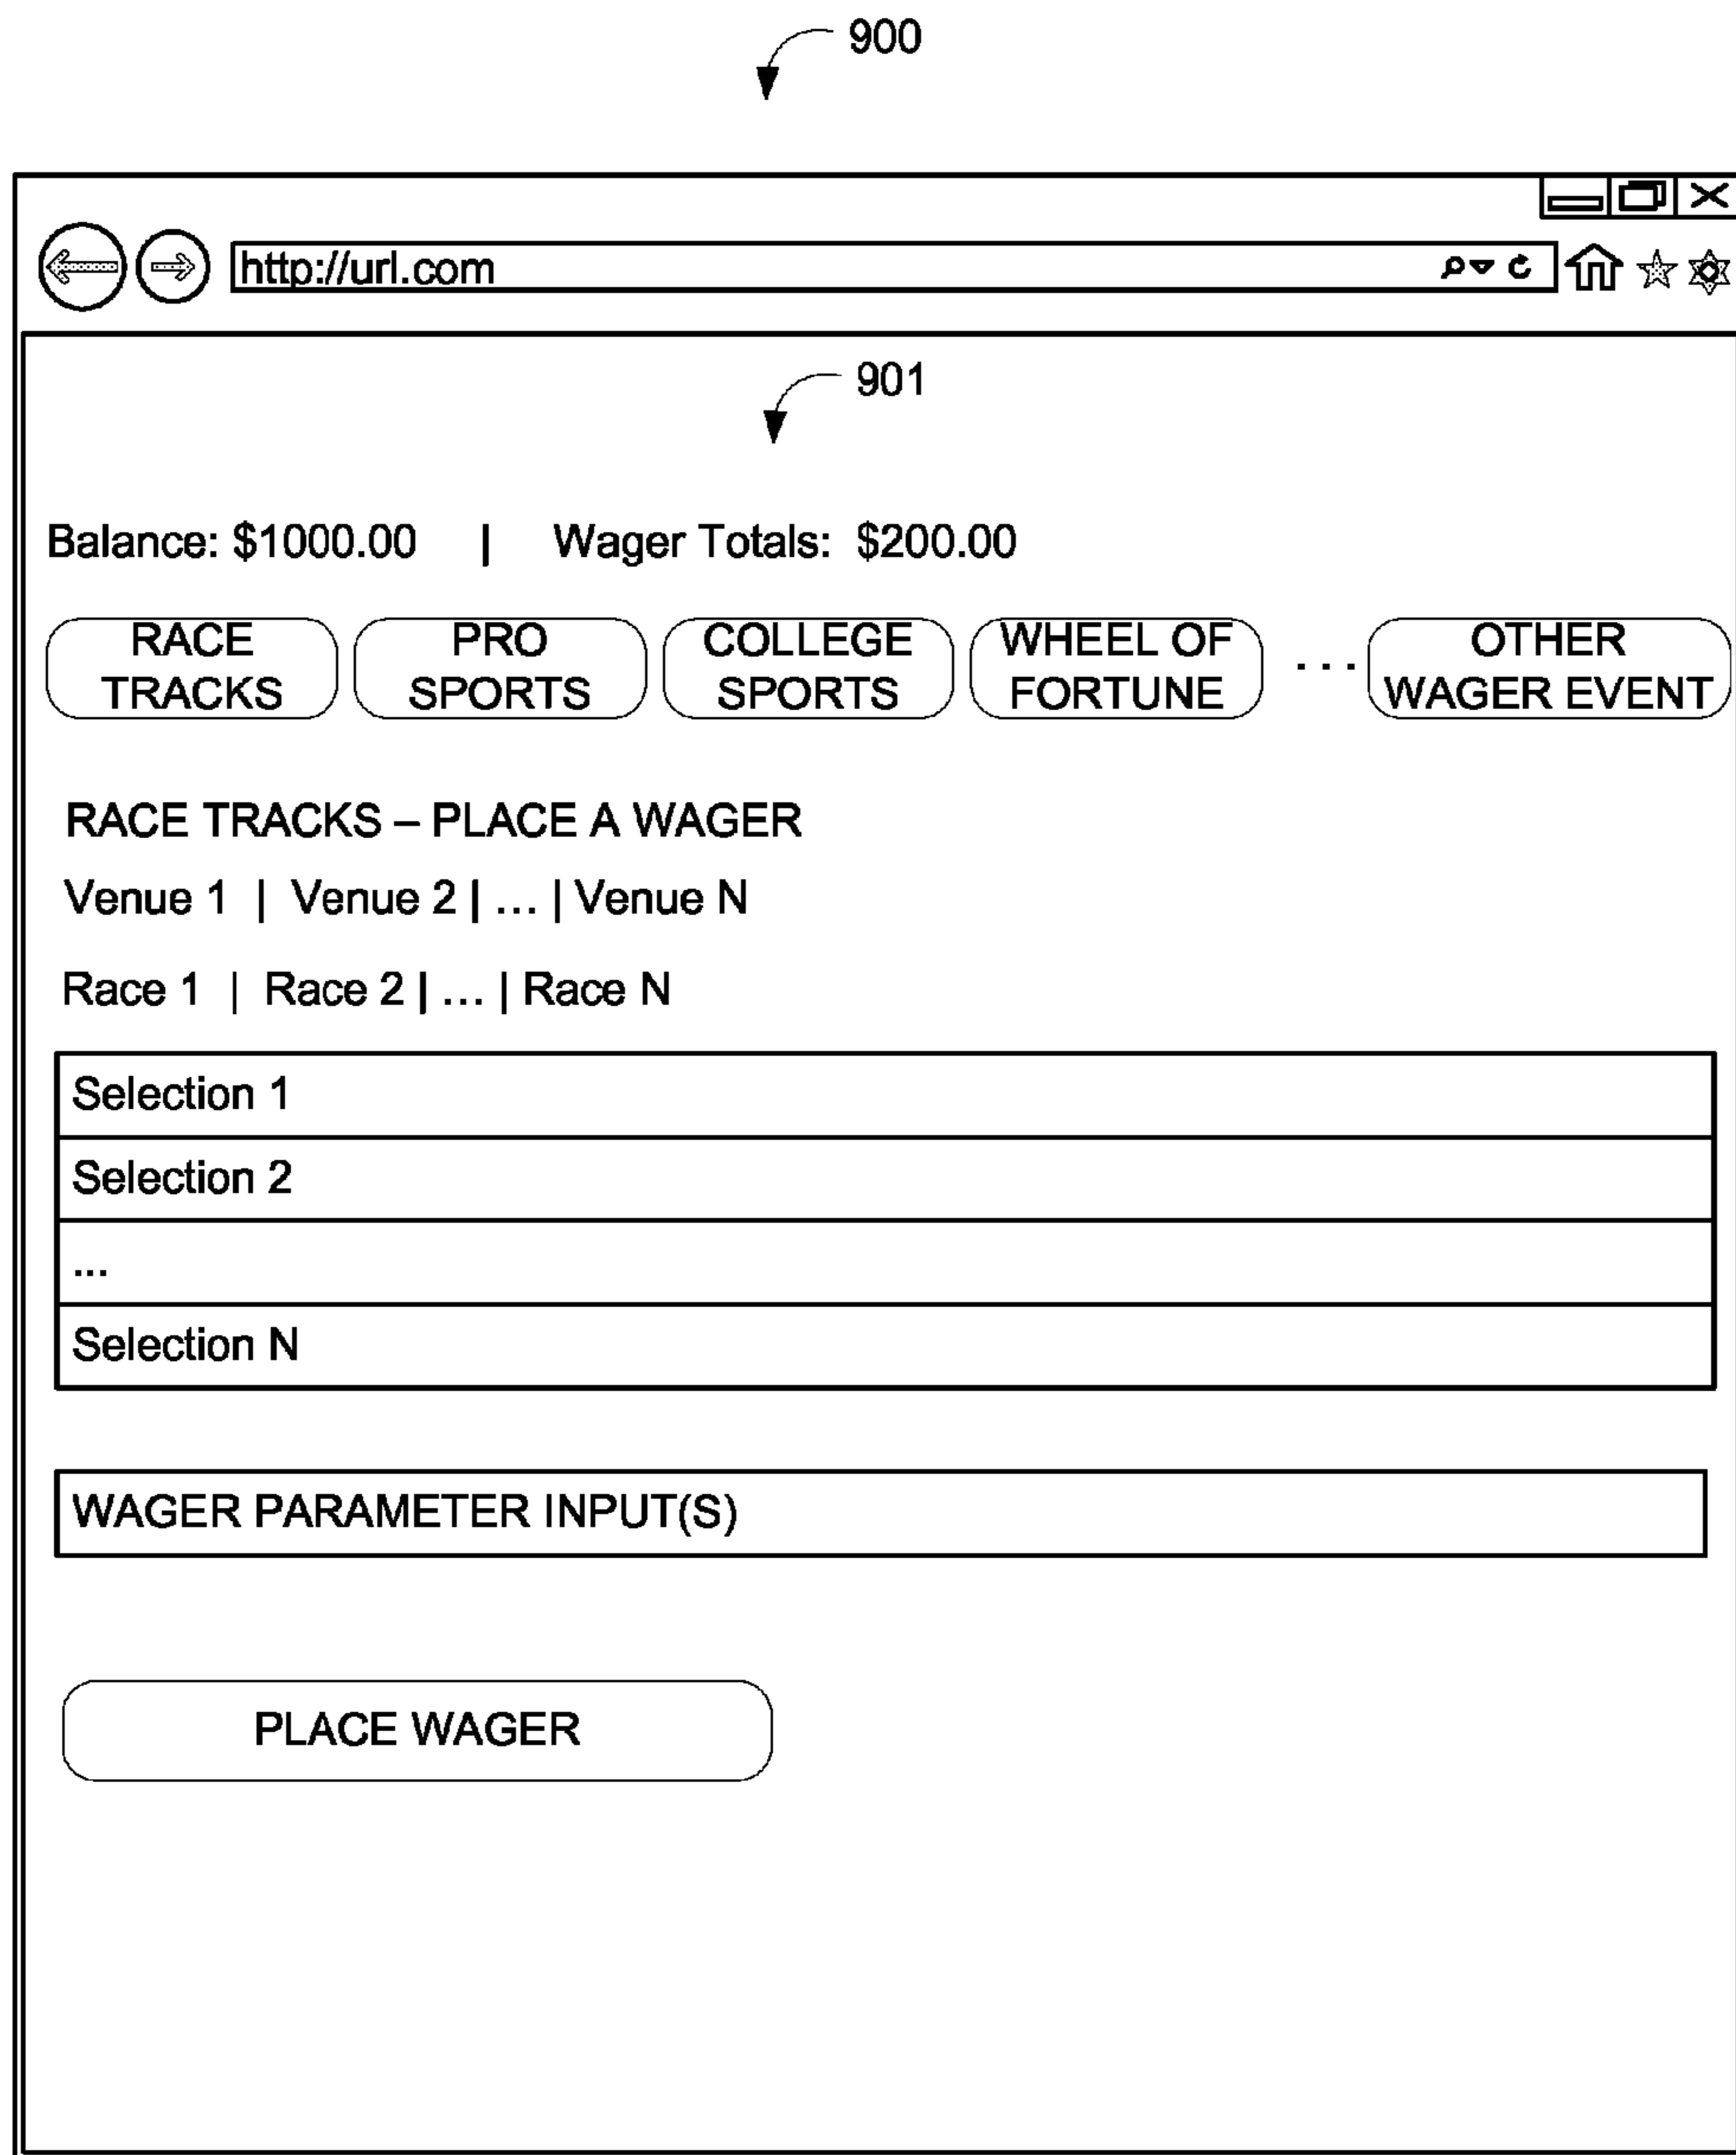 900
http://url.com
901
Balance: $1000.00 | Wager Totals: $200.00
RACE TRACKS
PRO SPORTS
COLLEGE SPORTS
WHEEL OF FORTUNE
...
OTHER WAGER EVENT
RACE TRACKS – PLACE A WAGER
Venue 1 | Venue 2 | ... | Venue N
Race 1 | Race 2 | ... | Race N
Selection 1
Selection 2
...
Selection N
WAGER PARAMETER INPUT(S)
PLACE WAGER